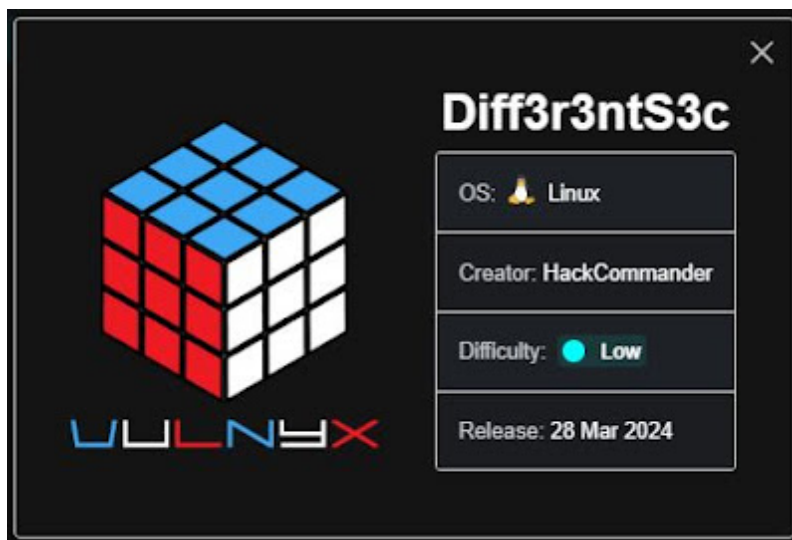 Diff3r3ntS3c
OS: Linux
Creator: HackCommander
Difficulty: Low
Release: 28 Mar 2024
VULNYX